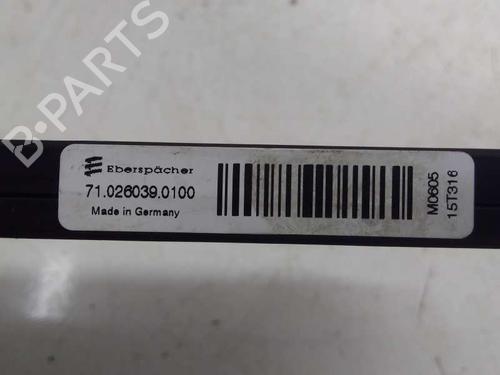 B-PARTS
Eberspächer
71.026039.0100
Made in Germany
M0605
15T316